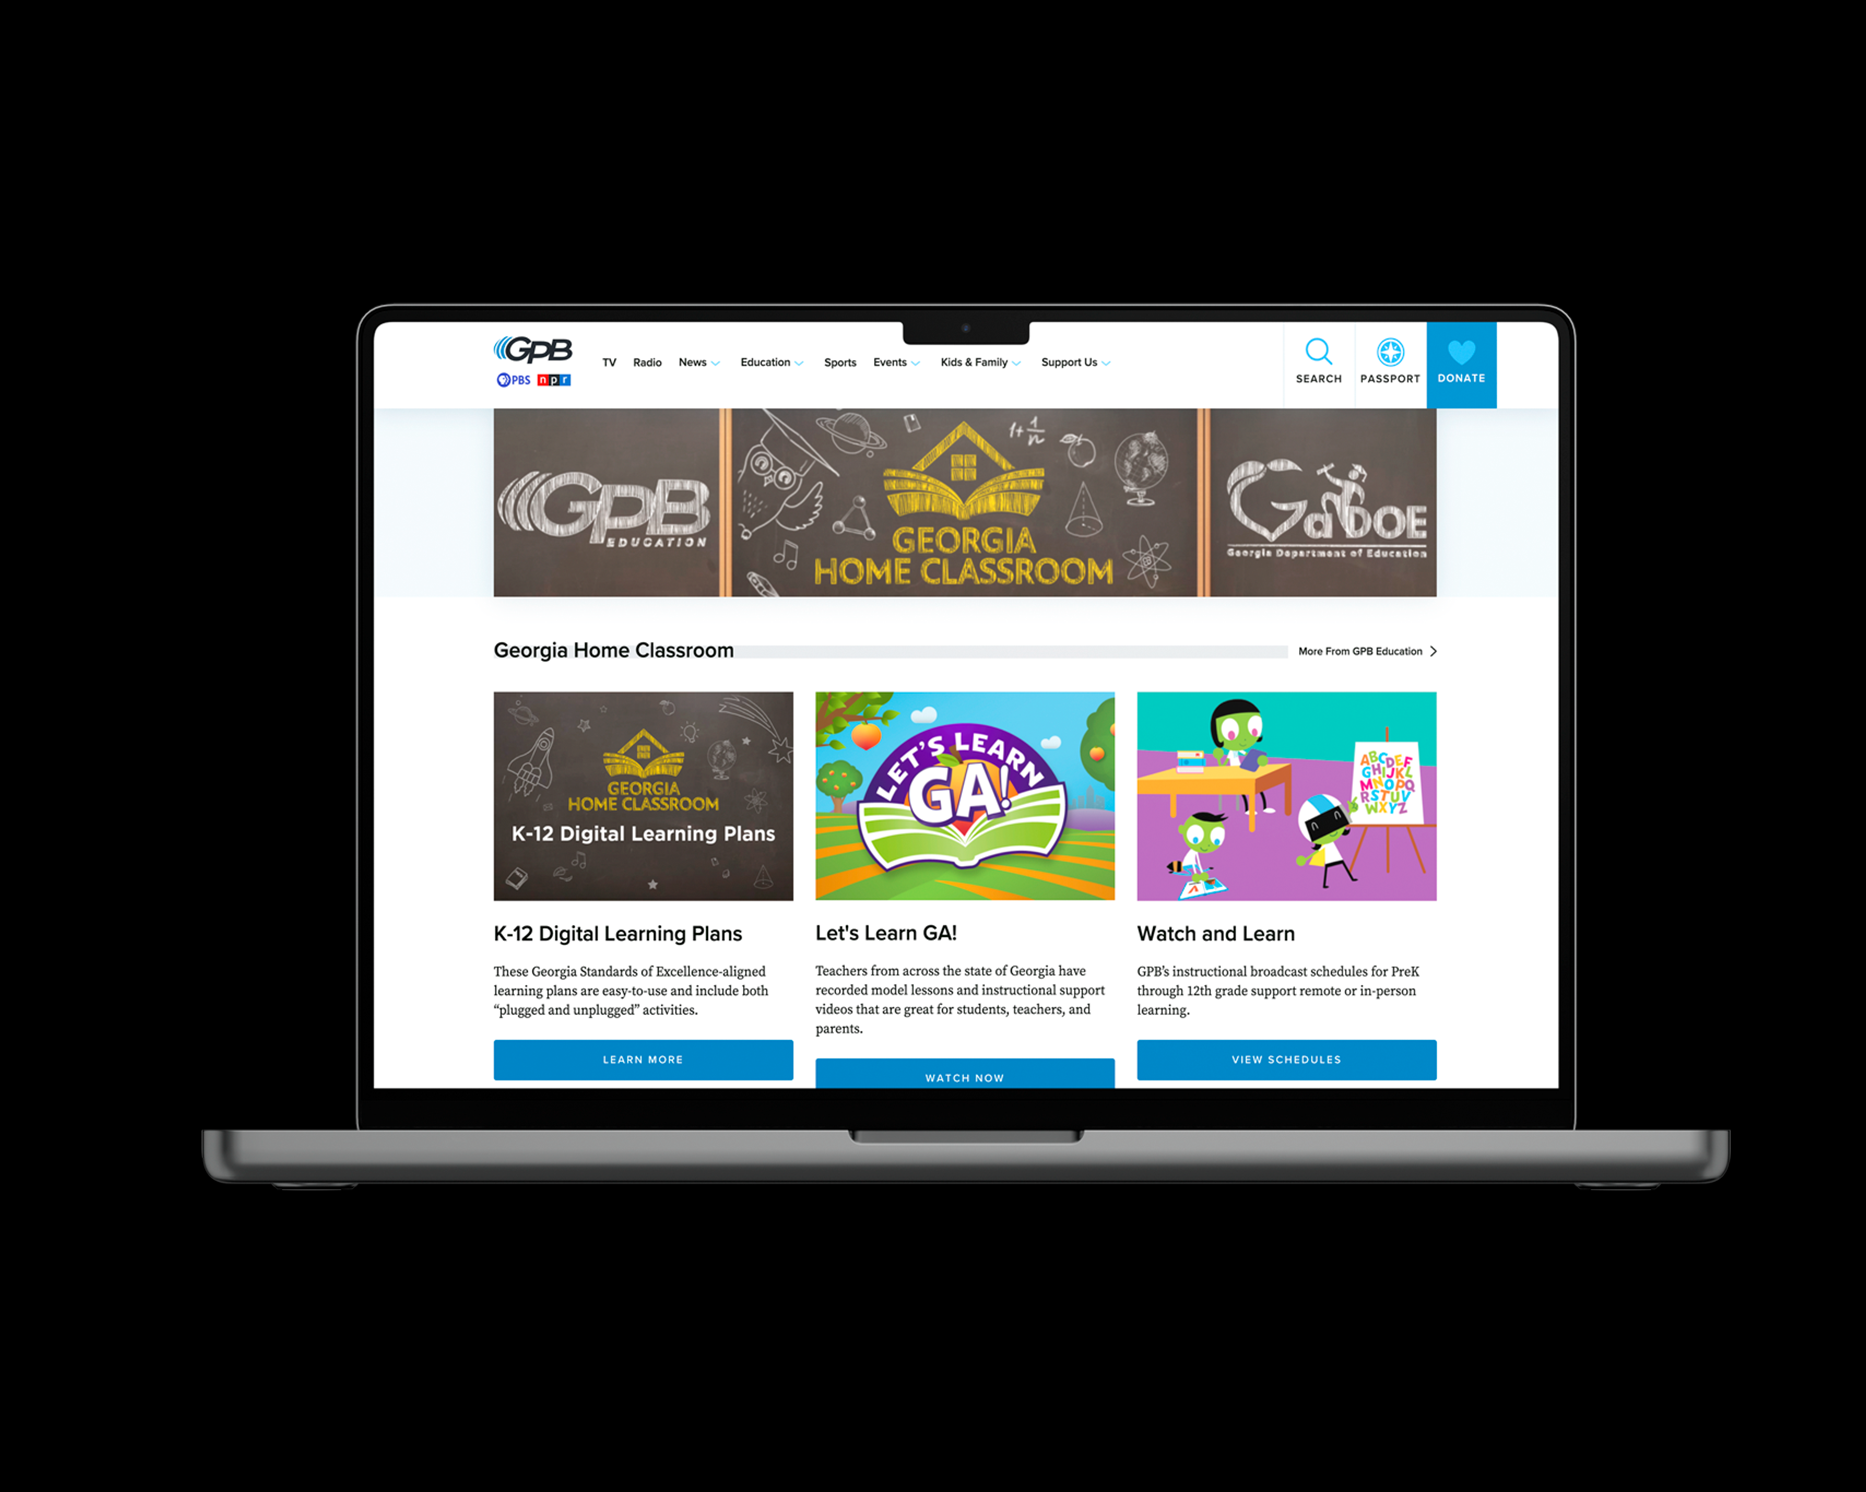 GPB
PBS npr
TV Radio News Education Sports Events Kids & Family Support Us
SEARCH PASSPORT DONATE
GPB
EDUCATION
1+1/n
GEORGIA
HOME CLASSROOM
GaDOE
Georgia Department of Education
Georgia Home Classroom
More From GPB Education
GEORGIA
HOME CLASSROOM
K-12 Digital Learning Plans
LET'S LEARN
GA!
ABCDEF
GHIJKL
MNOPQ
RSTUV
WXYZ
K-12 Digital Learning Plans
These Georgia Standards of Excellence-aligned
learning plans are easy-to-use and include both
“plugged and unplugged” activities.
LEARN MORE
Let's Learn GA!
Teachers from across the state of Georgia have
recorded model lessons and instructional support
videos that are great for students, teachers, and
parents.
WATCH NOW
Watch and Learn
GPB’s instructional broadcast schedules for PreK
through 12th grade support remote or in-person
learning.
VIEW SCHEDULES